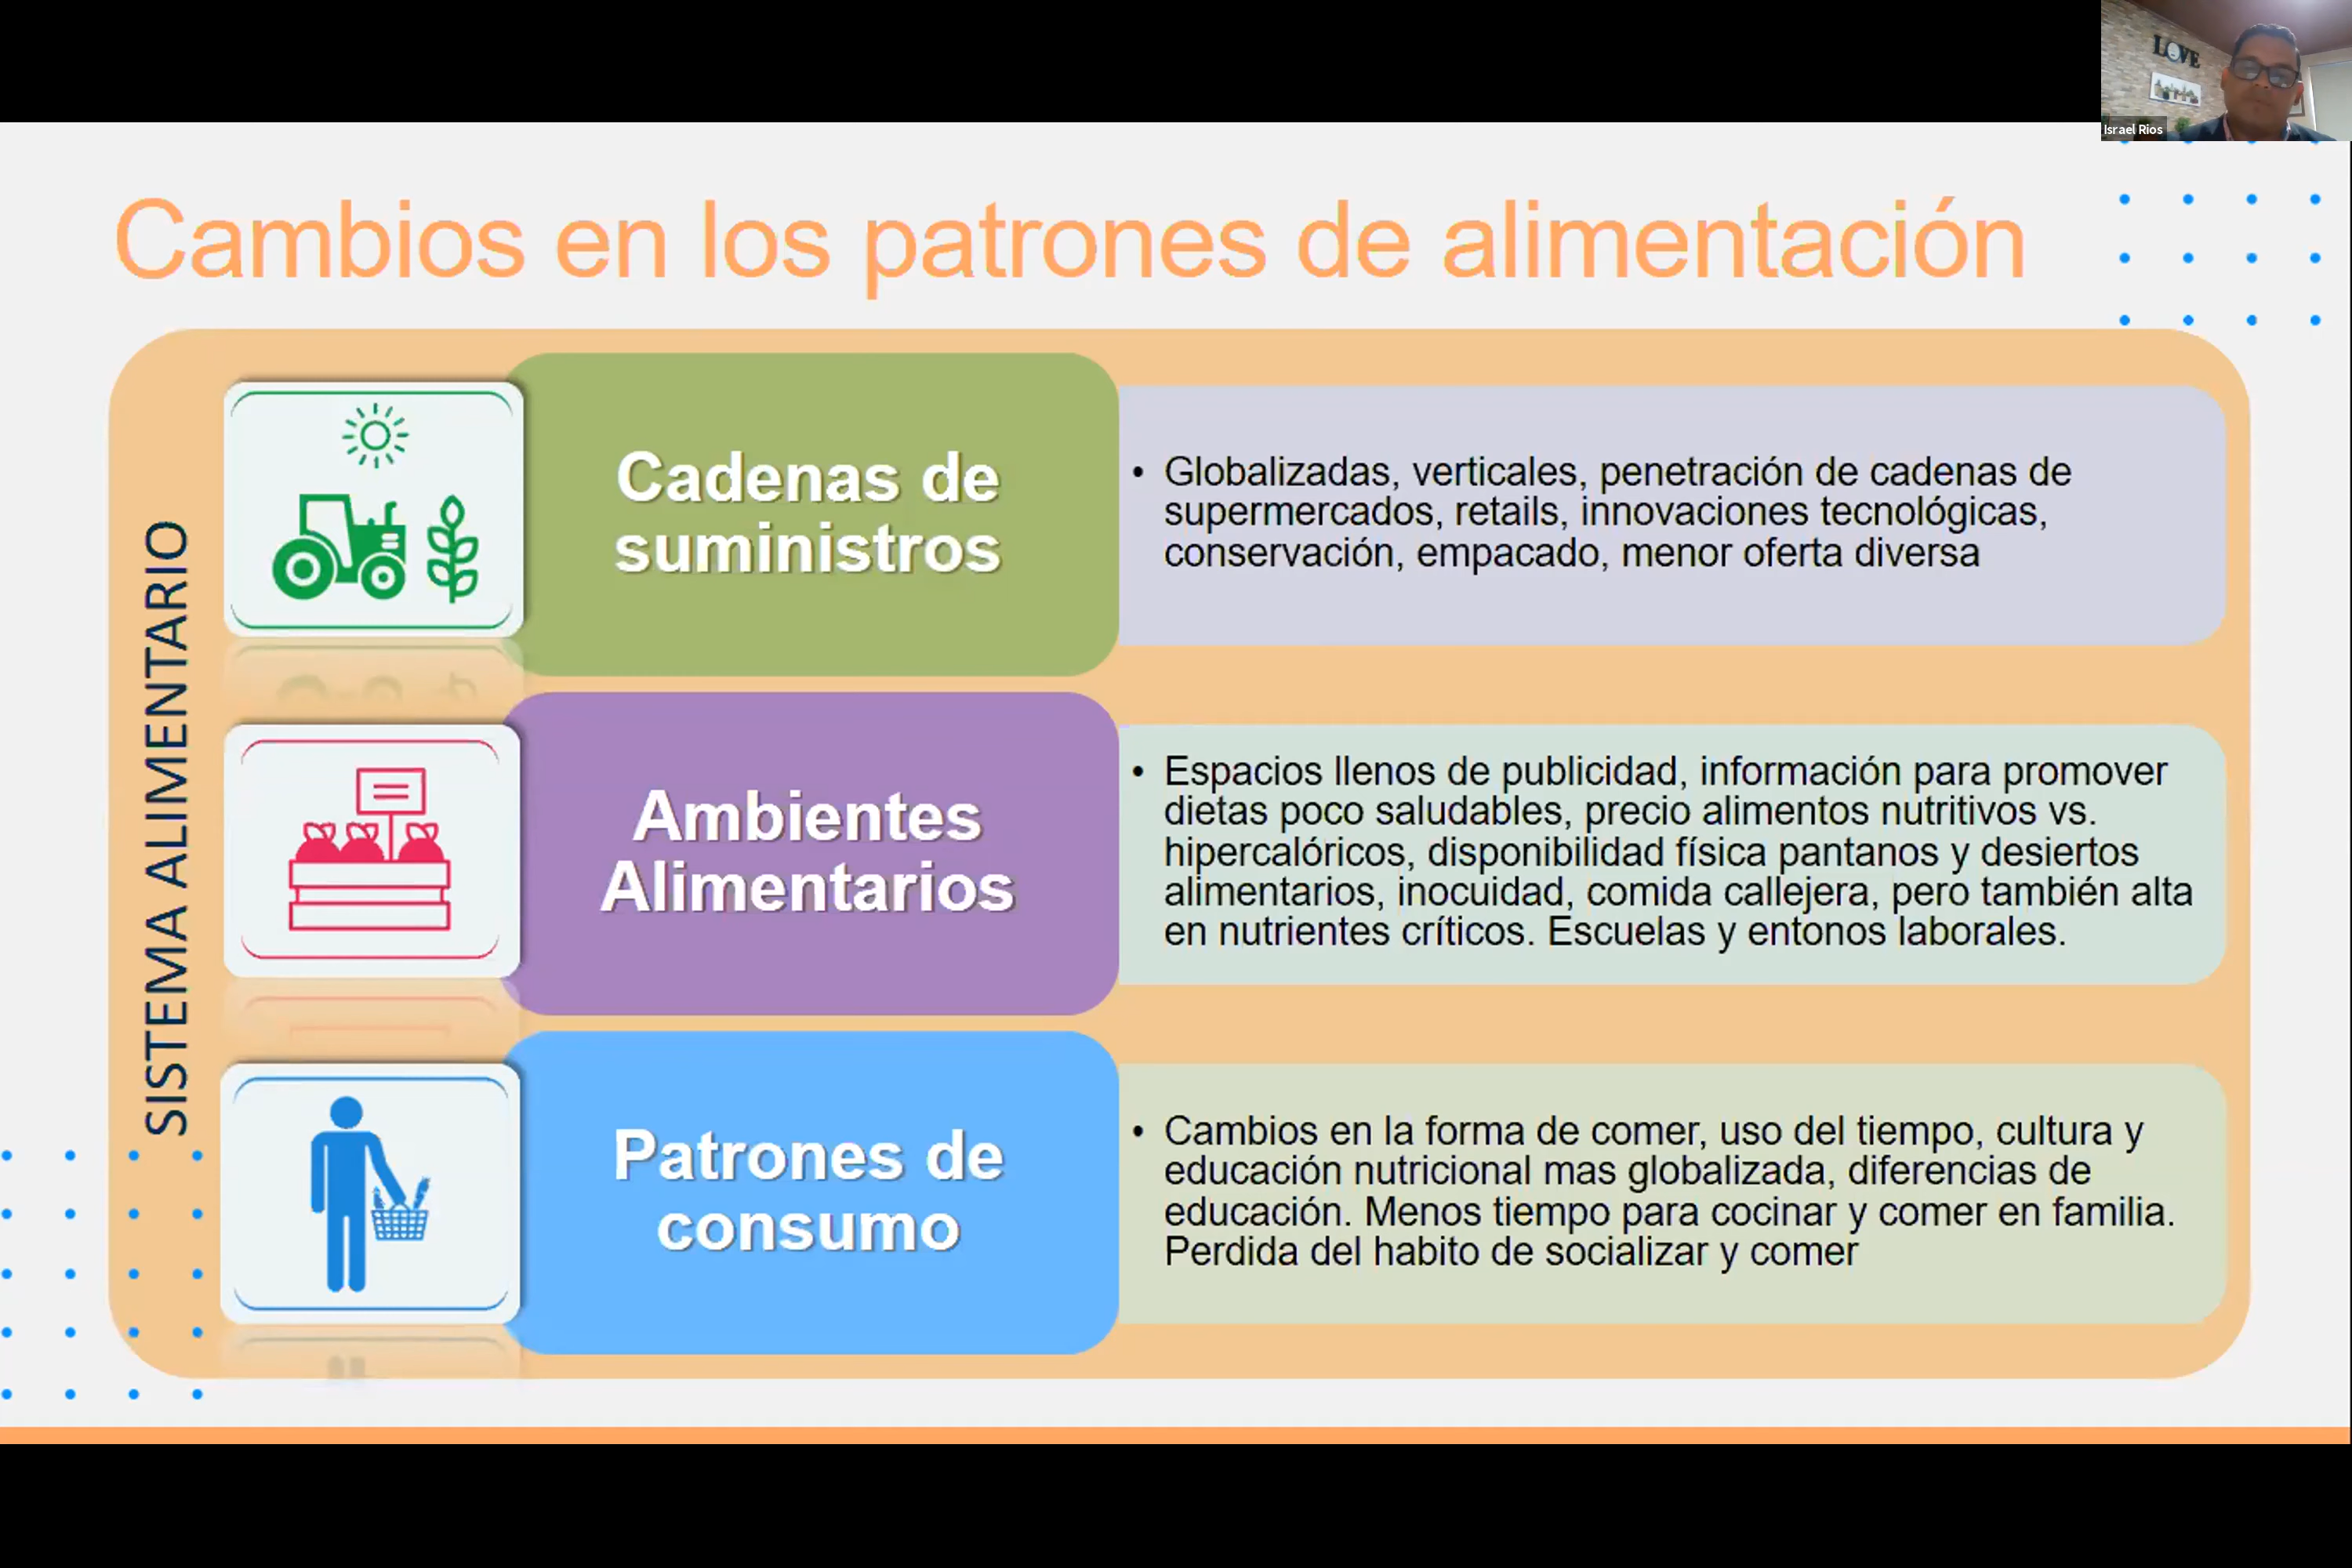 LOVE
Israel Rios
Cambios en los patrones de alimentación
SISTEMA ALIMENTARIO
Cadenas de
suministros
• Globalizadas, verticales, penetración de cadenas de
supermercados, retails, innovaciones tecnológicas,
conservación, empacado, menor oferta diversa
Ambientes
Alimentarios
• Espacios llenos de publicidad, información para promover
dietas poco saludables, precio alimentos nutritivos vs.
hipercalóricos, disponibilidad física pantanos y desiertos
alimentarios, inocuidad, comida callejera, pero también alta
en nutrientes críticos. Escuelas y entonos laborales.
Patrones de
consumo
• Cambios en la forma de comer, uso del tiempo, cultura y
educación nutricional mas globalizada, diferencias de
educación. Menos tiempo para cocinar y comer en familia.
Perdida del habito de socializar y comer